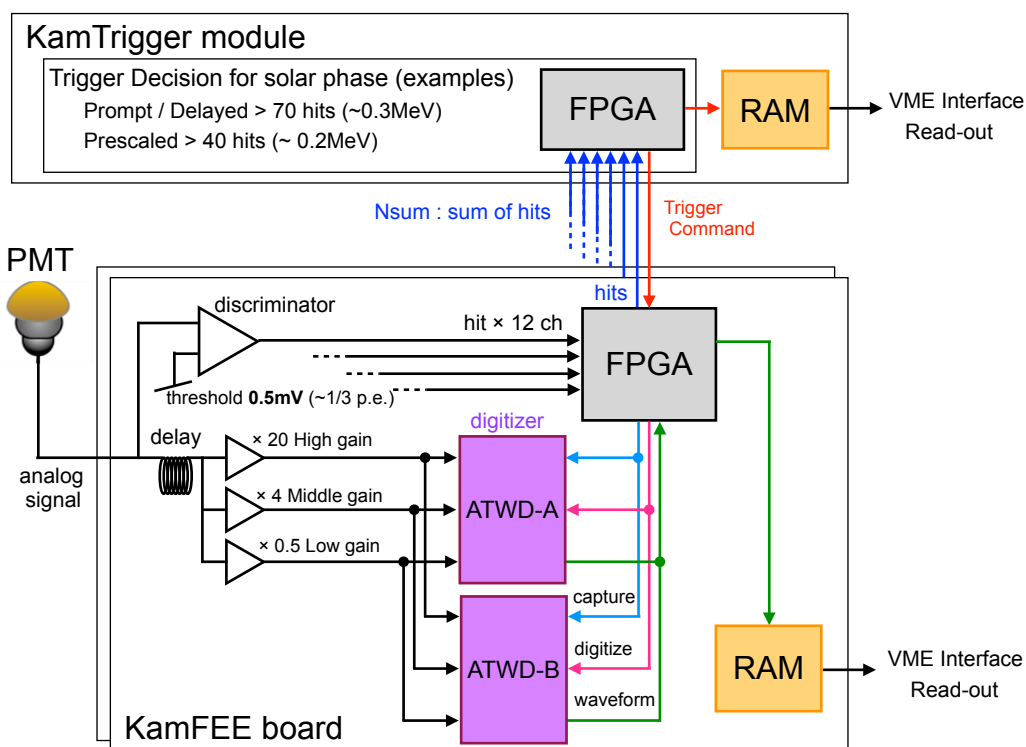 KamTrigger module
Trigger Decision for solar phase (examples)
Prompt / Delayed > 70 hits (~0.3MeV)
Prescaled > 40 hits (~ 0.2MeV)
FPGA
RAM
VME Interface
Read-out
Nsum : sum of hits
Trigger
Command
PMT
hits
discriminator
hit × 12 ch
FPGA
threshold 0.5mV (~1/3 p.e.)
digitizer
delay
× 20 High gain
analog
signal
× 4 Middle gain
ATWD-A
× 0.5 Low gain
capture
digitize
ATWD-B
waveform
RAM
VME Interface
Read-out
KamFEE board